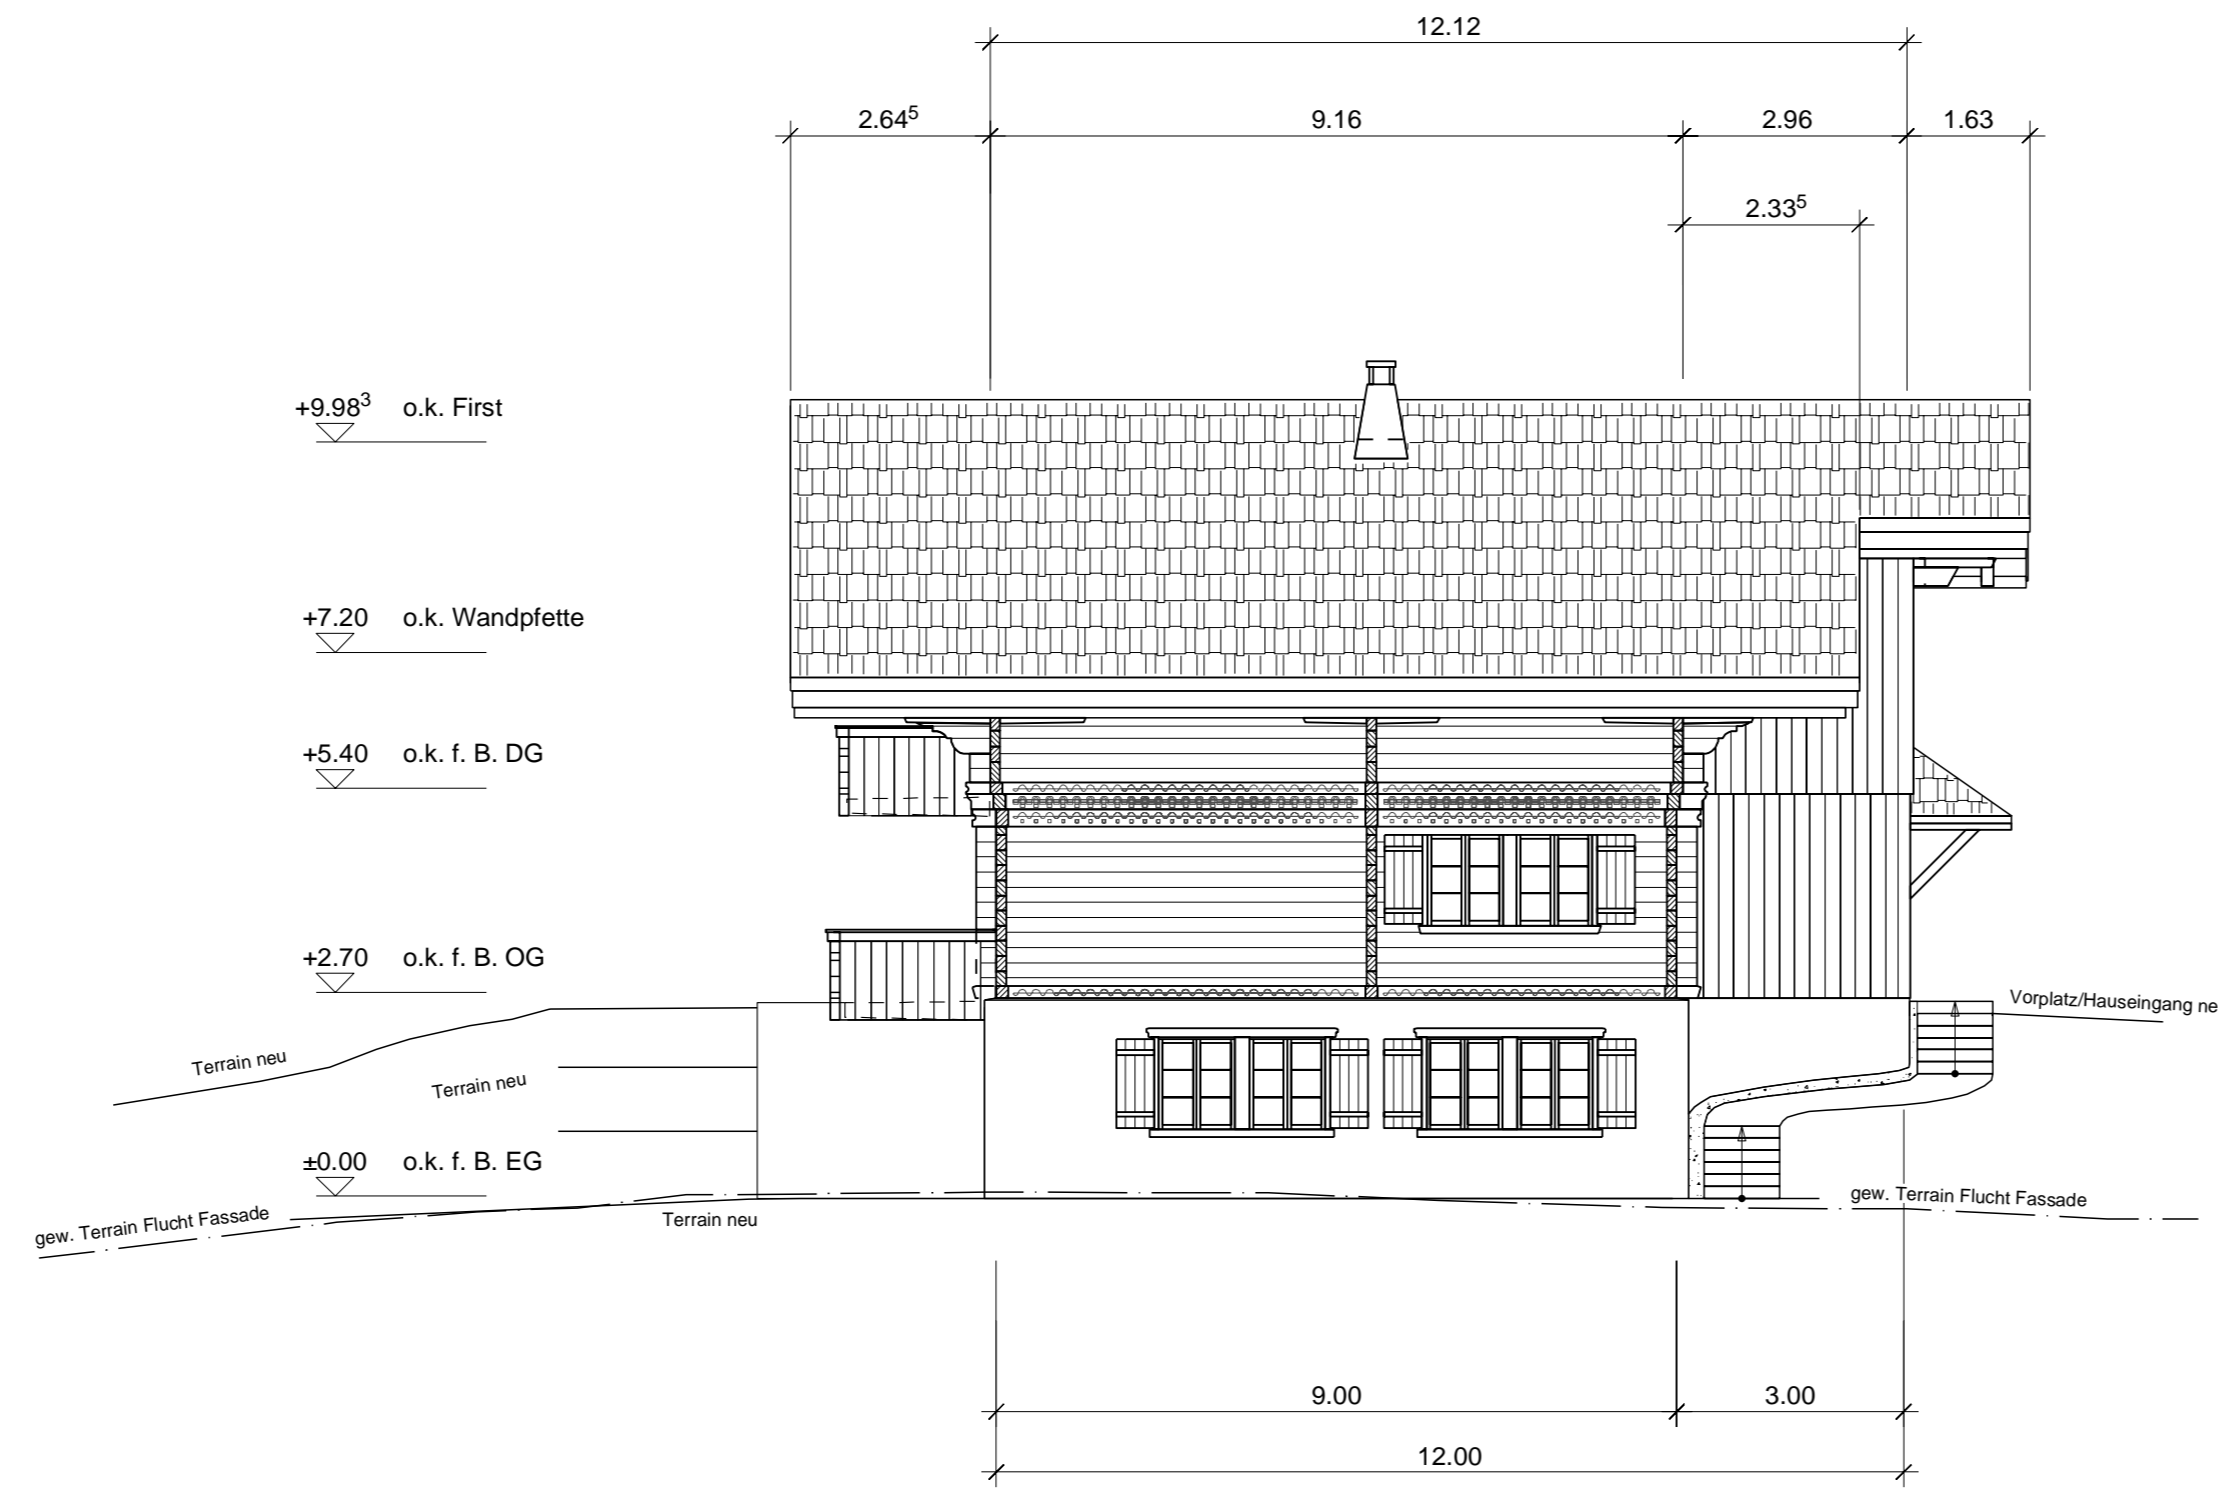 12.12
2.64⁵ 9.16 2.96 1.63
2.33⁵
+9.98³ o.k. First
+7.20 o.k. Wandpfette
+5.40 o.k. f. B. DG
+2.70 o.k. f. B. OG
Vorplatz/Hauseingang ne
Terrain neu
Terrain neu
±0.00 o.k. f. B. EG
gew. Terrain Flucht Fassade
Terrain neu
gew. Terrain Flucht Fassade
9.00 3.00
12.00